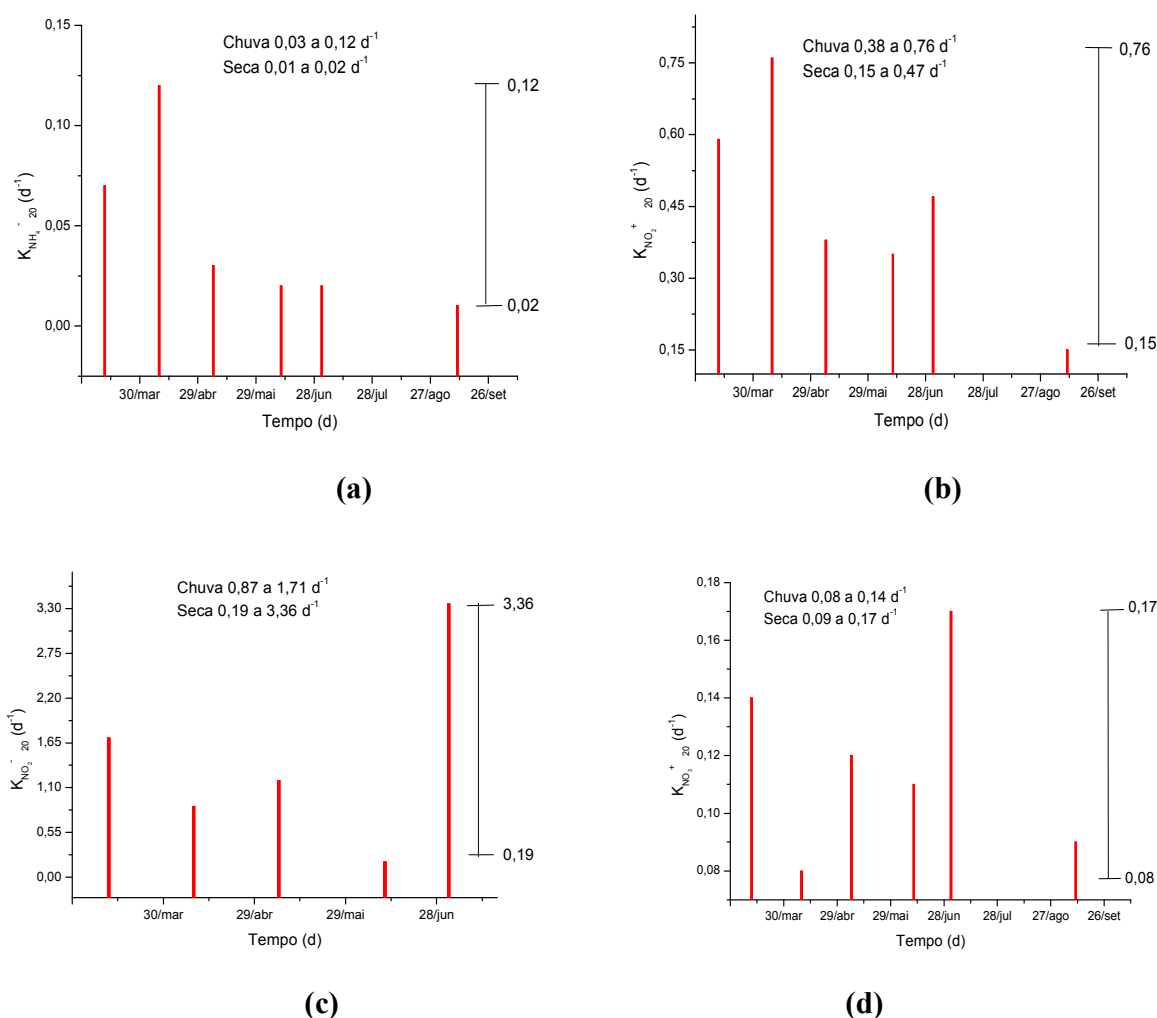 Chuva 0,03 a 0,12 d⁻¹
Seca 0,01 a 0,02 d⁻¹
0,15
0,10
0,05
0,00
K NH₄⁻ ₂₀ (d⁻¹)
0,12
0,02
30/mar 29/abr 29/mai 28/jun 28/jul 27/ago 26/set
Tempo (d)
(a)
Chuva 0,38 a 0,76 d⁻¹
Seca 0,15 a 0,47 d⁻¹
0,75
0,60
0,45
0,30
0,15
K NO₂⁺ ₂₀ (d⁻¹)
0,76
0,15
30/mar 29/abr 29/mai 28/jun 28/jul 27/ago 26/set
Tempo (d)
(b)
Chuva 0,87 a 1,71 d⁻¹
Seca 0,19 a 3,36 d⁻¹
3,30
2,75
2,20
1,65
1,10
0,55
0,00
K NO₂⁻ ₂₀ (d⁻¹)
3,36
0,19
30/mar 29/abr 29/mai 28/jun
Tempo (d)
(c)
Chuva 0,08 a 0,14 d⁻¹
Seca 0,09 a 0,17 d⁻¹
0,18
0,16
0,14
0,12
0,10
0,08
K NO₃⁺ ₂₀ (d⁻¹)
0,17
0,08
30/mar 29/abr 29/mai 28/jun 28/jul 27/ago 26/set
Tempo (d)
(d)